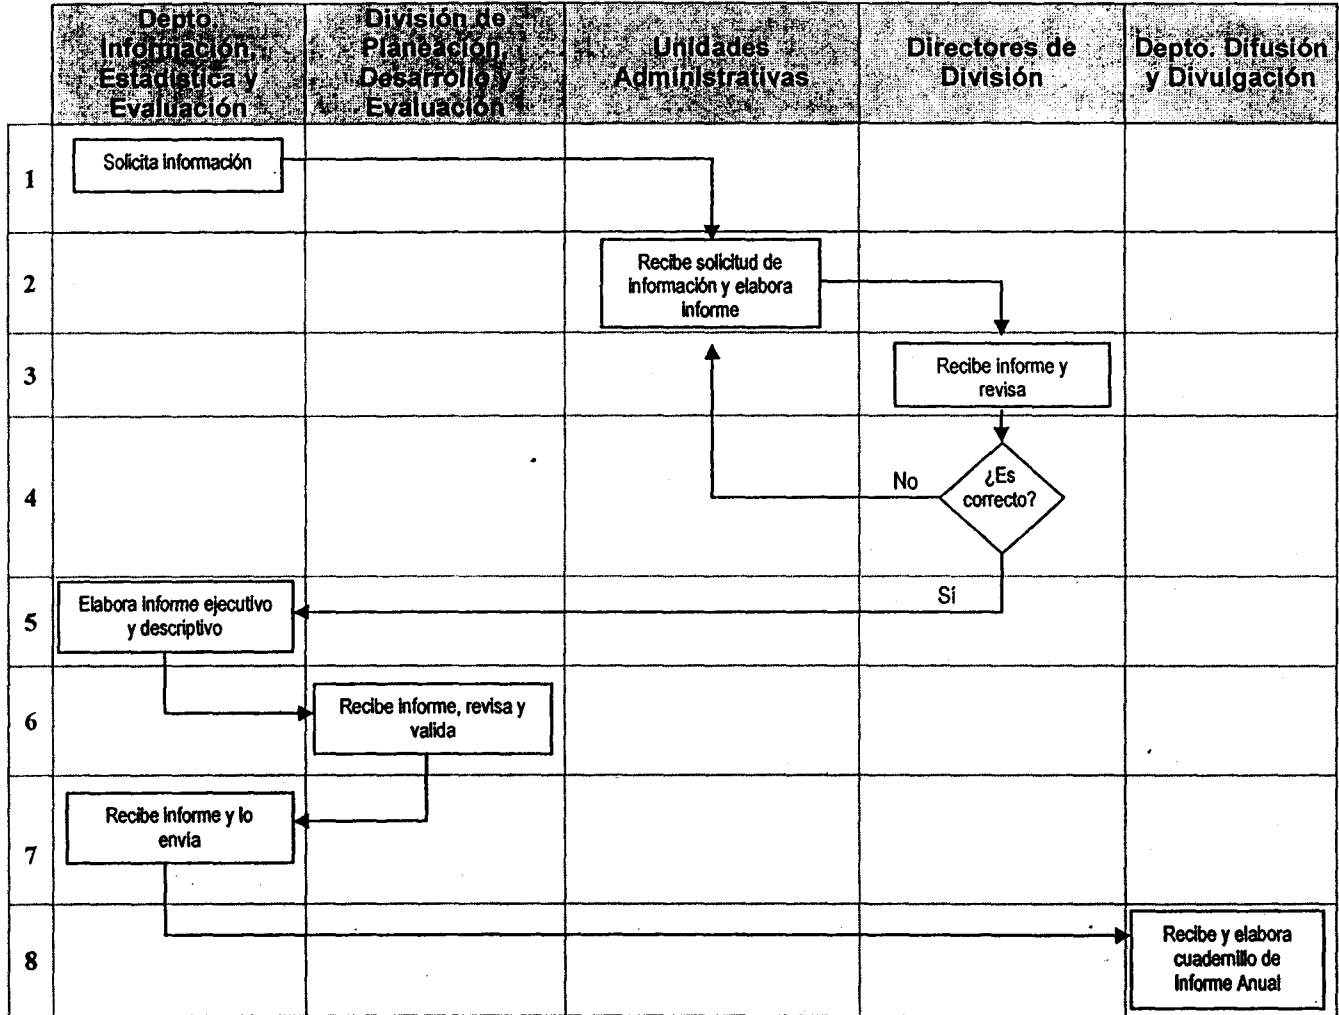 Depto.
Información,
Estadística y
Evaluación
División de
Planeación,
Desarrollo y
Evaluación
Unidades
Administrativas
Directores de
División
Depto. Difusión
y Divulgación
1
Solicita información
2
Recibe solicitud de
información y elabora
informe
3
Recibe informe y
revisa
4
¿Es
correcto?
No
Si
5
Elabora informe ejecutivo
y descriptivo
6
Recibe informe, revisa y
valida
7
Recibe informe y lo
envía
8
Recibe y elabora
cuadernillo de
Informe Anual